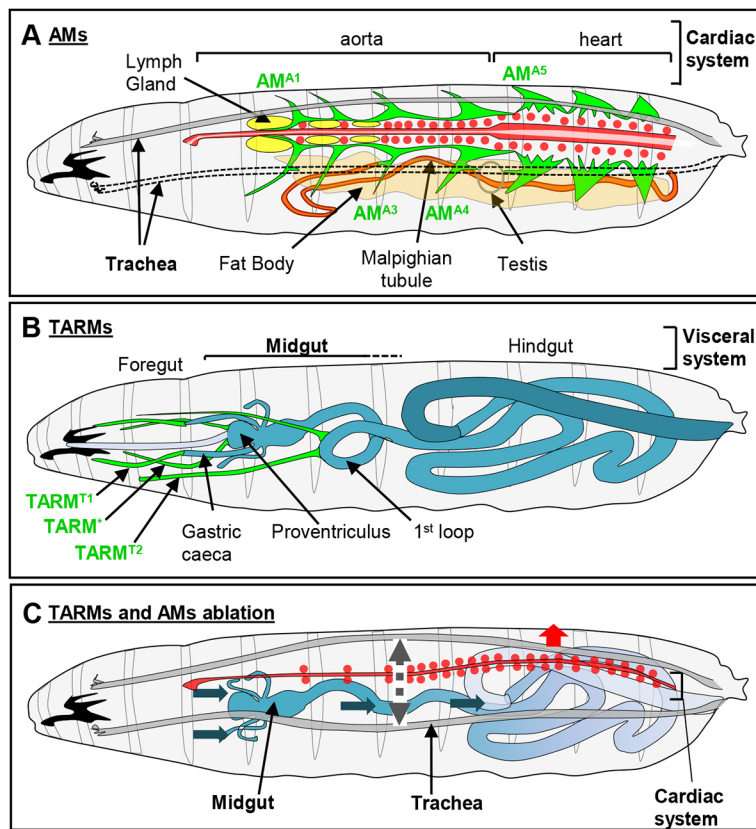 A AMs
aorta
heart
Cardiac
system
Lymph
Gland
AMA1
AMA5
AMA3
AMA4
Trachea
Fat Body
Malpighian
tubule
Testis
B TARMs
Foregut
Midgut
Hindgut
Visceral
system
TARMT1
TARM*
TARMT2
Gastric
caeca
Proventriculus
1st loop
C TARMs and AMs ablation
Midgut
Trachea
Cardiac
system